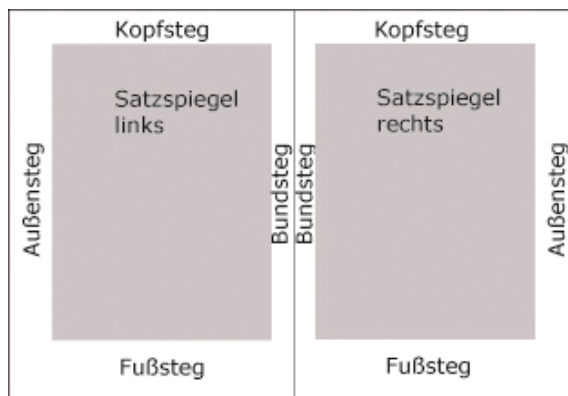 Kopfsteg
Kopfsteg
Satzspiegel
links
Satzspiegel
rechts
Außensteg
Bundsteg
Bundsteg
Außensteg
Fußsteg
Fußsteg